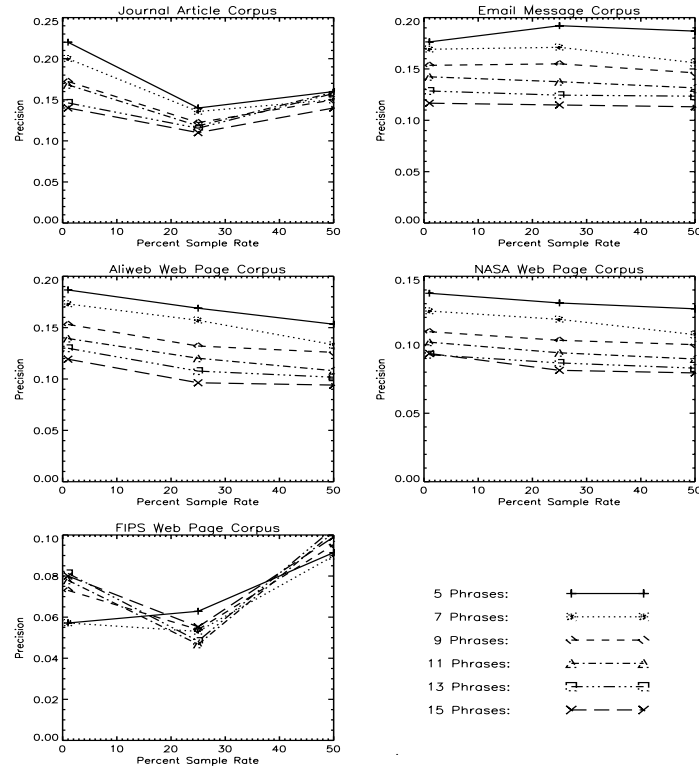 Journal Article Corpus
0.25
0.20
0.15
0.10
0.05
0.00
Precision
0 10 20 30 40 50
Percent Sample Rate
Email Message Corpus
0.20
0.15
0.10
0.05
0.00
Precision
0 10 20 30 40 50
Percent Sample Rate
Aliweb Web Page Corpus
0.20
0.15
0.10
0.05
0.00
Precision
0 10 20 30 40 50
Percent Sample Rate
NASA Web Page Corpus
0.15
0.10
0.05
0.00
Precision
0 10 20 30 40 50
Percent Sample Rate
FIPS Web Page Corpus
0.10
0.08
0.06
0.04
0.02
0.00
Precision
0 10 20 30 40 50
Percent Sample Rate
5 Phrases:
7 Phrases:
9 Phrases:
11 Phrases:
13 Phrases:
15 Phrases: